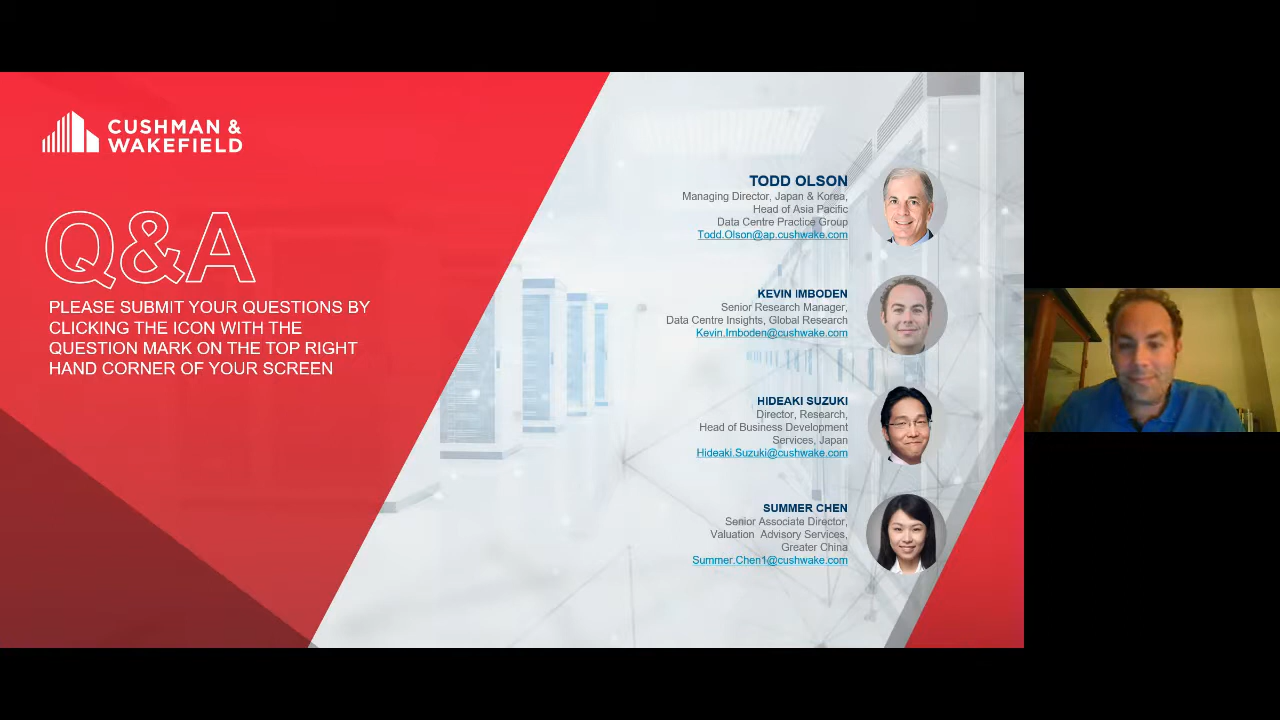 CUSHMAN &
WAKEFIELD
Q&A
PLEASE SUBMIT YOUR QUESTIONS BY
CLICKING THE ICON WITH THE
QUESTION MARK ON THE TOP RIGHT
HAND CORNER OF YOUR SCREEN
TODD OLSON
Managing Director, Japan & Korea,
Head of Asia Pacific
Data Centre Practice Group
Todd.Olson@ap.cushwake.com
KEVIN IMBODEN
Senior Research Manager,
Data Centre Insights, Global Research
Kevin.Imboden@cushwake.com
HIDEAKI SUZUKI
Director, Research,
Head of Business Development
Services, Japan
Hideaki.Suzuki@cushwake.com
SUMMER CHEN
Senior Associate Director,
Valuation Advisory Services,
Greater China
Summer.Chen1@cushwake.com